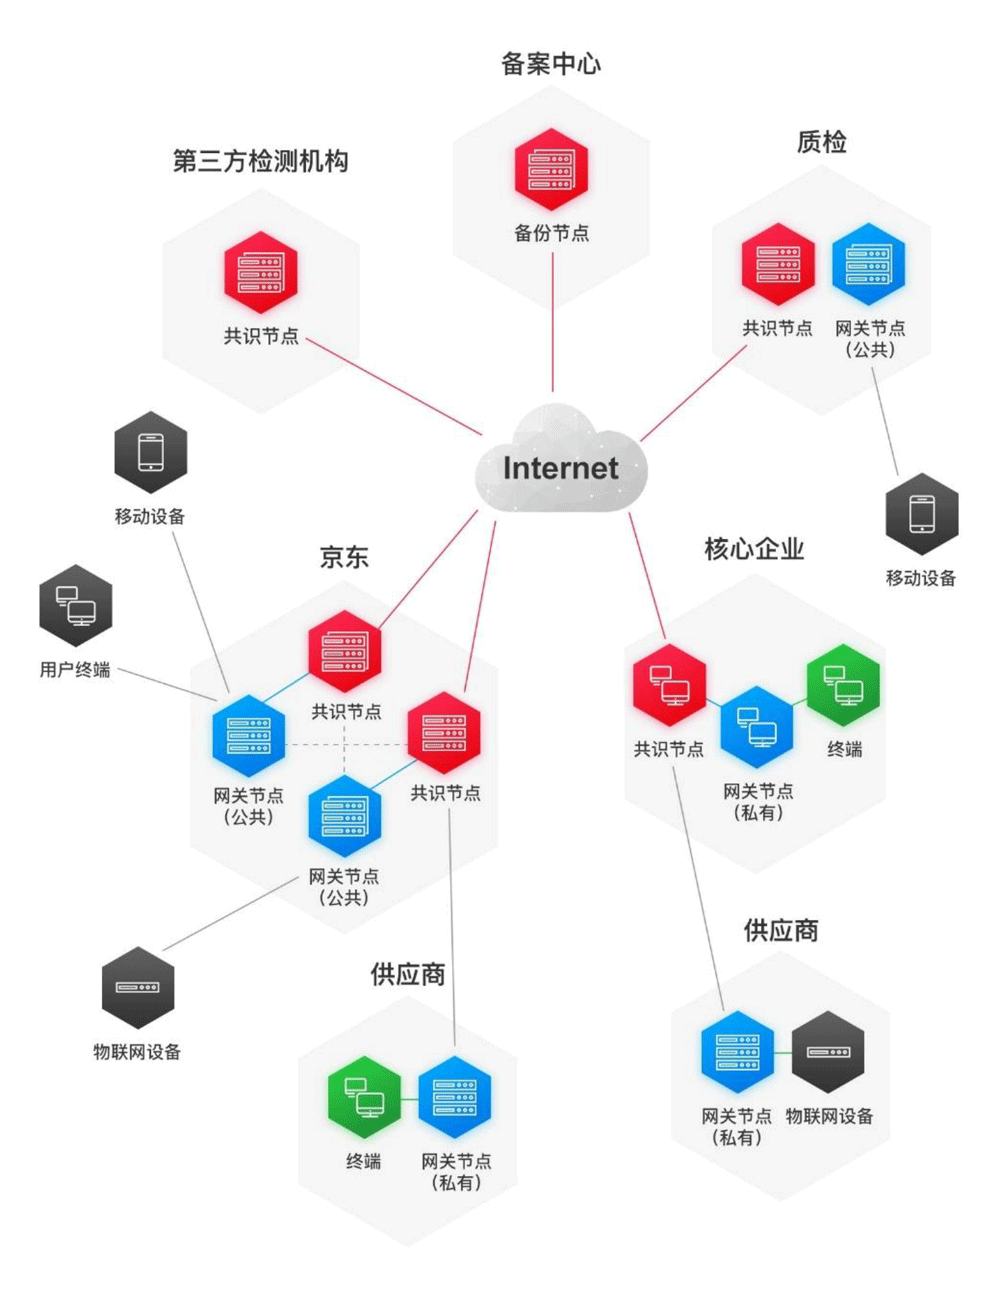 备案中心
备份节点
第三方检测机构
共识节点
质检
共识节点
网关节点
（公共）
Internet
移动设备
移动设备
用户终端
京东
共识节点
网关节点
（公共）
共识节点
网关节点
（公共）
核心企业
共识节点
网关节点
（私有）
终端
物联网设备
供应商
终端
网关节点
（私有）
供应商
网关节点
（私有）
物联网设备